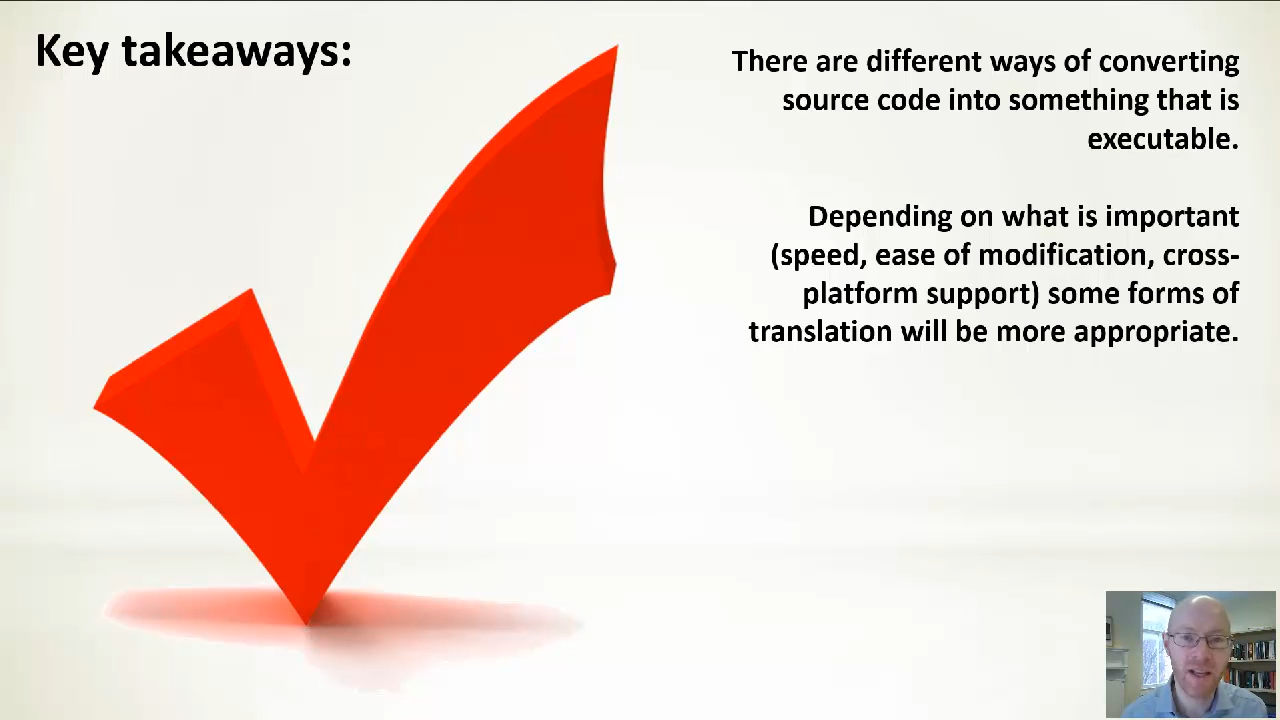 Key takeaways:
There are different ways of converting
source code into something that is
executable.
Depending on what is important
(speed, ease of modification, cross-
platform support) some forms of
translation will be more appropriate.